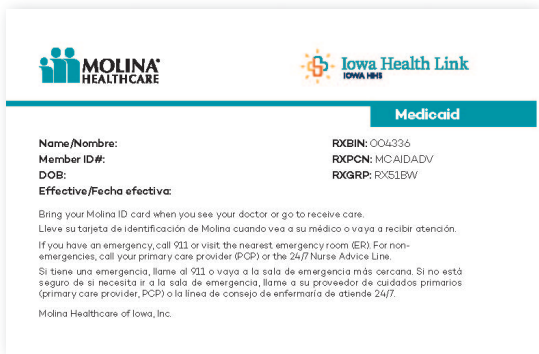 MOLINA®
HEALTHCARE
Iowa Health Link
IOWA HHS
Medicaid
Name/Nombre:
Member ID#:
DOB:
Effective/Fecha efectiva:
RXBIN: 004336
RXPCN: MCAIDADV
RXGRP: RX51BW
Bring your Molina ID card when you see your doctor or go to receive care.
Lleve su tarjeta de identificación de Molina cuando vea a su médico o vaya a recibir atención.
If you have an emergency, call 911 or visit the nearest emergency room (ER). For non-
emergencies, call your primary care provider (PCP) or the 24/7 Nurse Advice Line.
Si tiene una emergencia, llame al 911 o vaya a la sala de emergencia más cercana. Si no está
seguro de si necesita ir a la sala de emergencia, llame a su proveedor de cuidados primarios
(primary care provider, PCP) o la línea de consejo de enfermaría de atiende 24/7.
Molina Healthcare of Iowa, Inc.